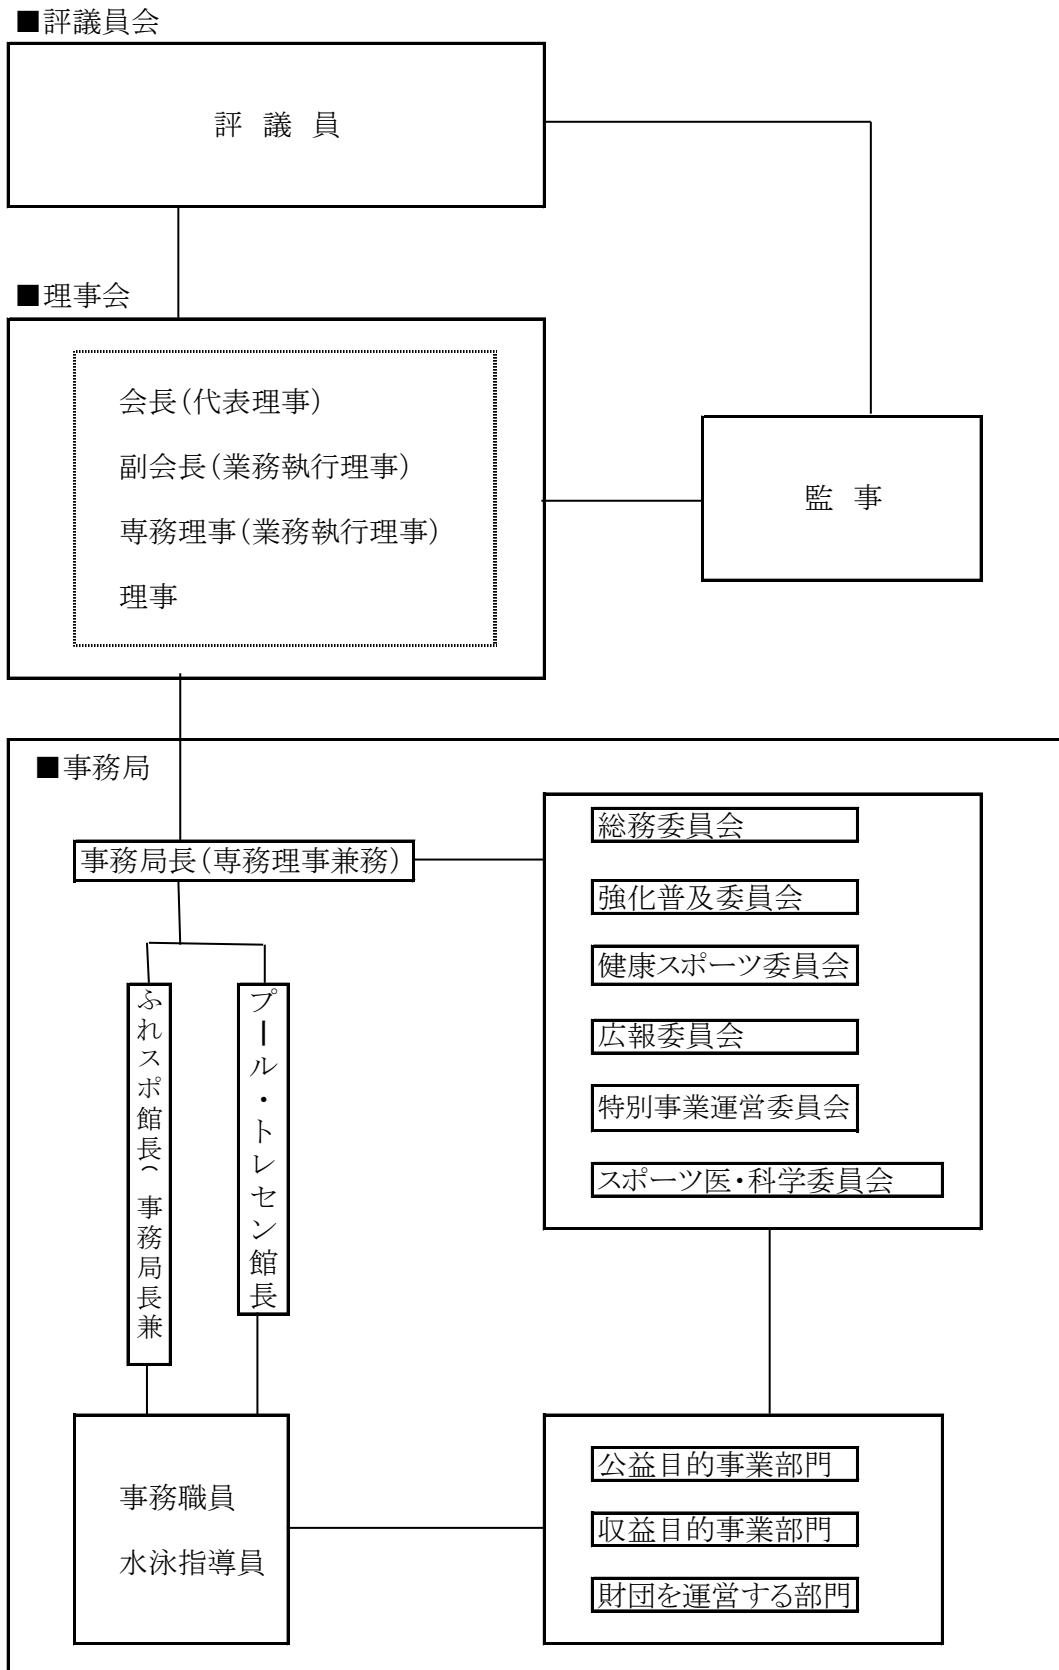 ■評議員会
評 議 員
■理事会
会長(代表理事)
副会長(業務執行理事)
専務理事(業務執行理事)
理事
監 事
■事務局
事務局長(専務理事兼務)
総務委員会
強化普及委員会
健康スポーツ委員会
広報委員会
特別事業運営委員会
スポーツ医・科学委員会
ふれスポ館長(事務局長兼
プール・トレセン館長
事務職員
水泳指導員
公益目的事業部門
収益目的事業部門
財団を運営する部門